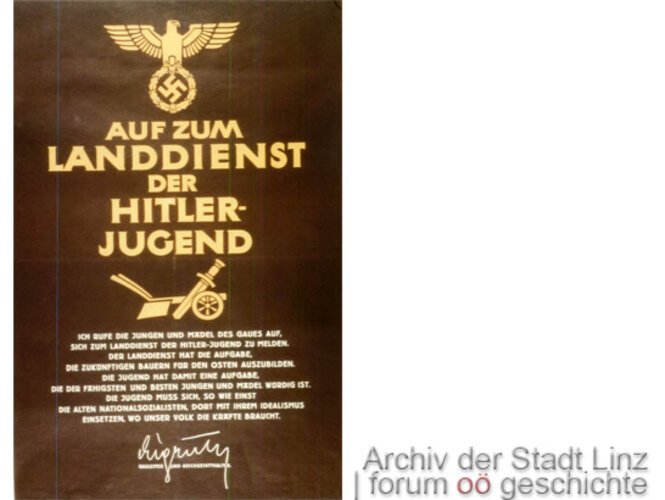 AUF ZUM
LANDDIENST
DER
HITLER-
JUGEND
ICH RUFE DIE JUNGEN UND MÄDEL DES GAUES AUF,
SICH ZUM LANDDIENST DER HITLER-JUGEND ZU MELDEN.
DER LANDDIENST HAT DIE AUFGABE,
DIE ZUKÜNFTIGEN BAUERN FÜR DEN OSTEN AUSZUBILDEN.
DIE JUGEND HAT DAMIT EINE AUFGABE,
DIE DER FÄHIGSTEN UND BESTEN JUNGEN UND MÄDEL WÜRDIG IST.
DIE JUGEND MUSS SICH, SO WIE EINST
DIE ALTEN NATIONALSOZIALISTEN, DORT MIT IHREM IDEALISMUS
EINSETZEN, WO UNSER VOLK DIE KRÄFTE BRAUCHT.
GAULEITER UND REICHSSTATTHALTER
Archiv der Stadt Linz
| forum oö geschichte